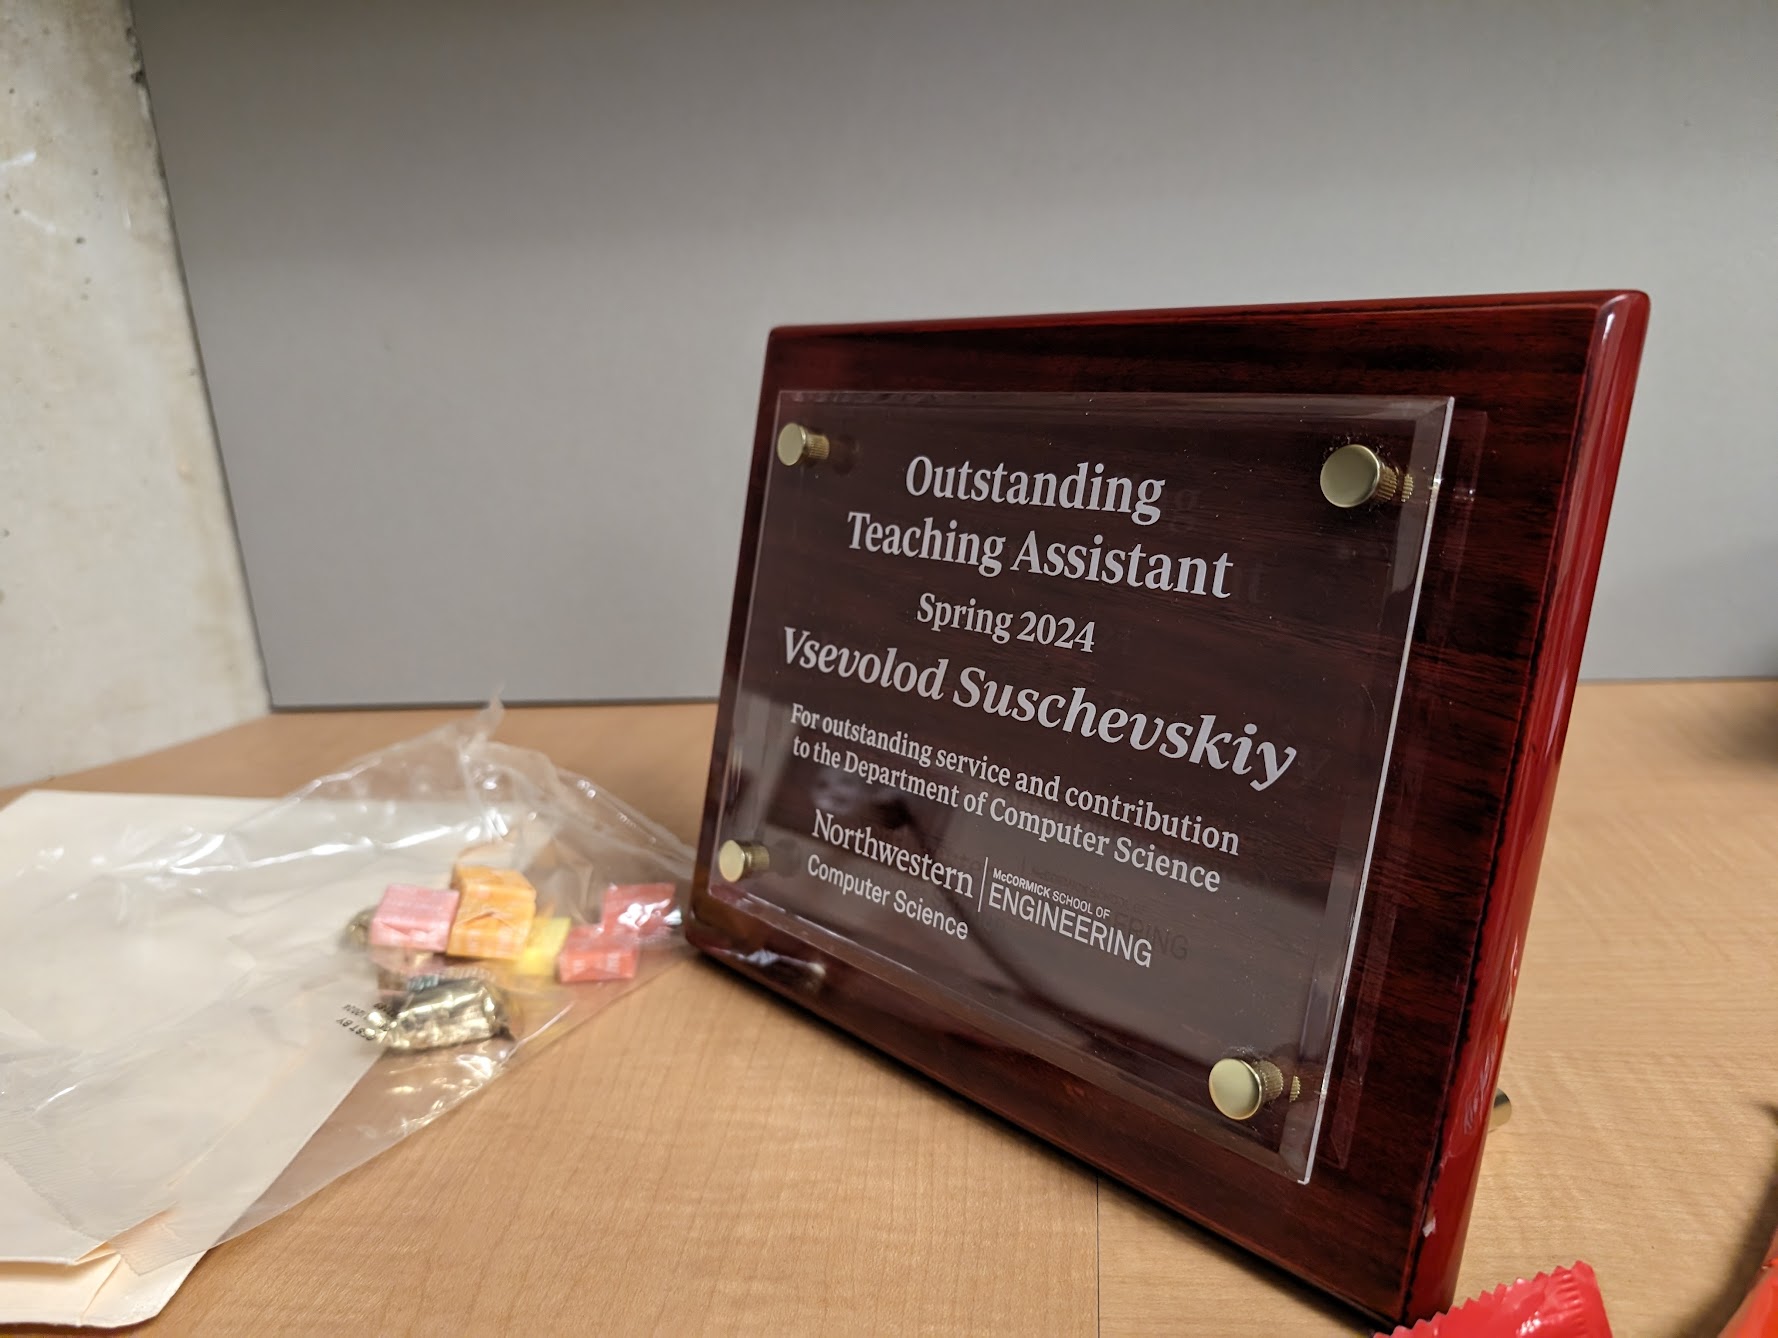 Outstanding
Teaching Assistant
Spring 2024
Vsevolod Suschevskiy
For outstanding service and contribution
to the Department of Computer Science
Northwestern
Computer Science
McCORMICK SCHOOL OF
ENGINEERING